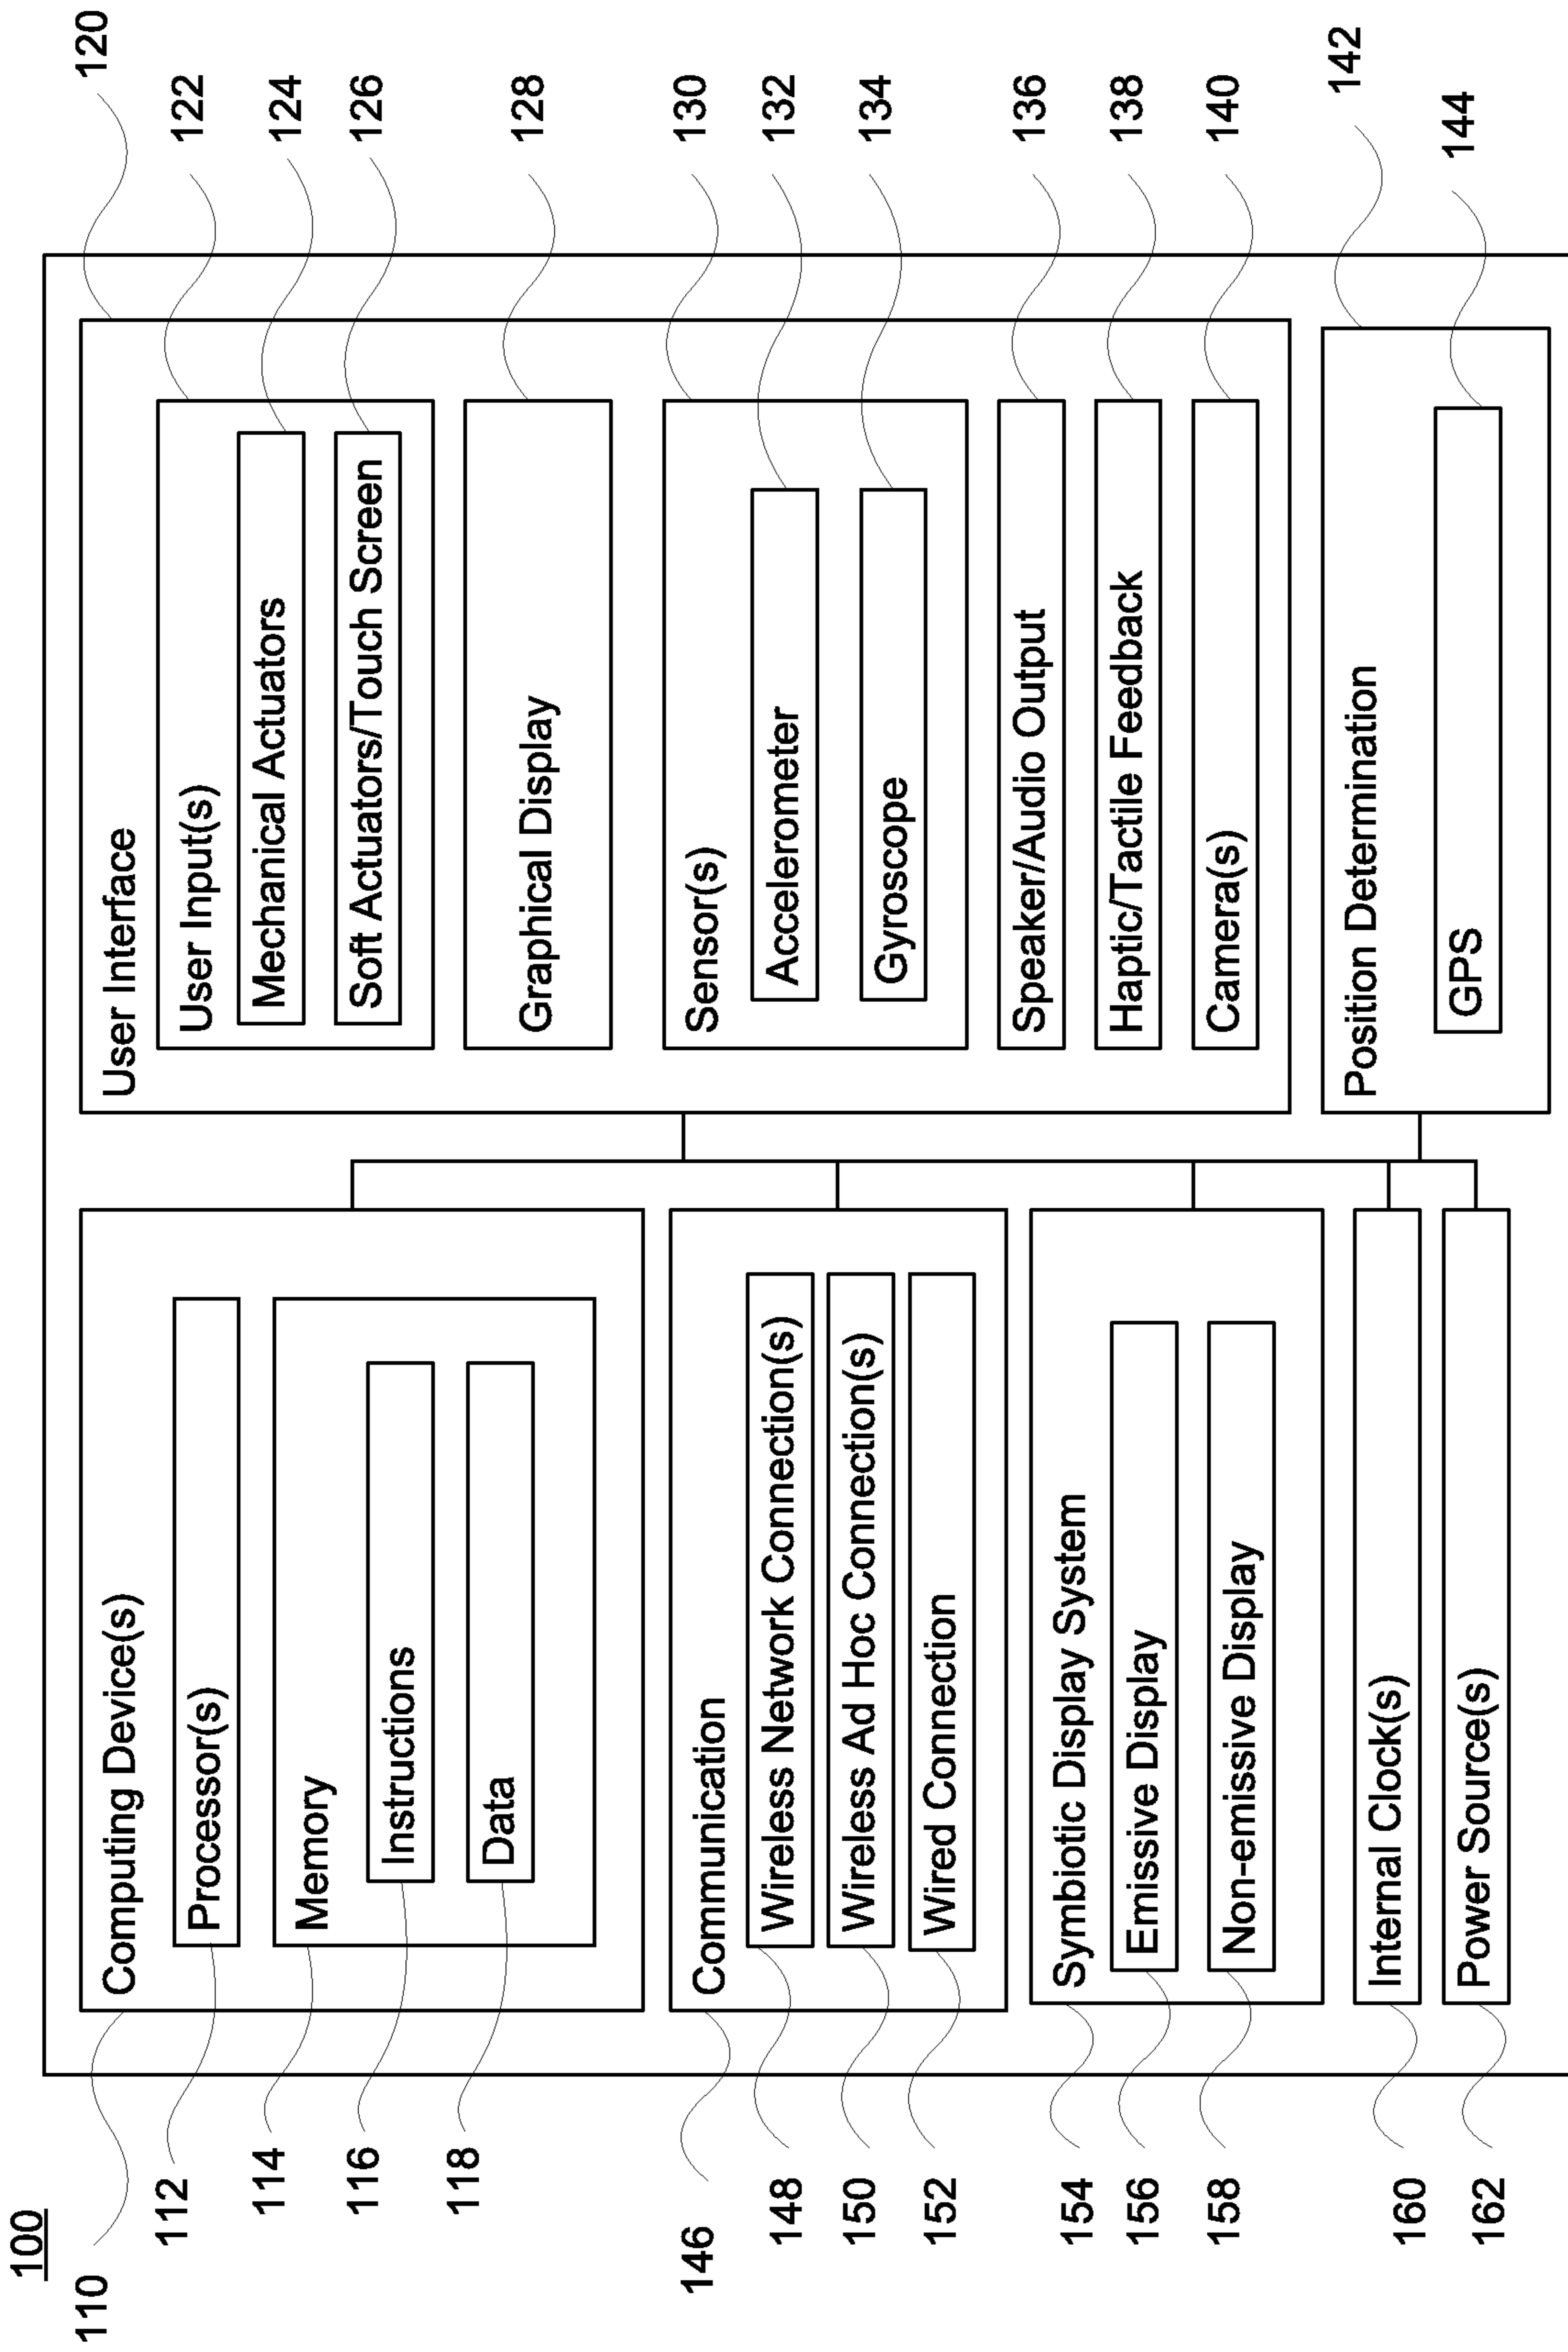 100
110
112
114
116
118
146
148
150
152
154
156
158
160
162
Computing Device(s)
Processor(s)
Memory
Instructions
Data
Communication
Wireless Network Connection(s)
Wireless Ad Hoc Connection(s)
Wired Connection
Symbiotic Display System
Emissive Display
Non-emissive Display
Internal Clock(s)
Power Source(s)
User Interface
User Input(s)
Mechanical Actuators
Soft Actuators/Touch Screen
Graphical Display
Sensor(s)
Accelerometer
Gyroscope
Speaker/Audio Output
Haptic/Tactile Feedback
Camera(s)
Position Determination
GPS
120
122
124
126
128
130
132
134
136
138
140
142
144